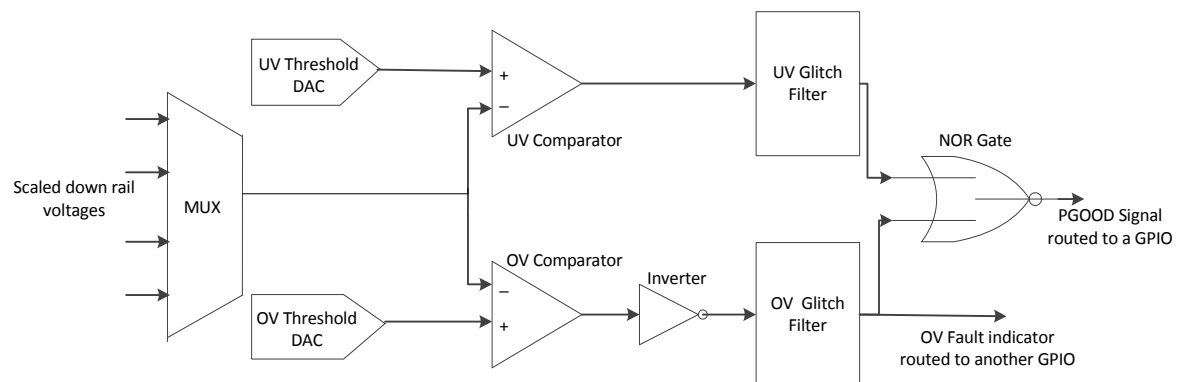 UV Threshold
DAC
+
−
UV Comparator
UV Glitch
Filter
NOR Gate
Scaled down rail
voltages
MUX
PGOOD Signal
routed to a GPIO
OV Comparator
Inverter
−
+
OV Threshold
DAC
OV Glitch
Filter
OV Fault indicator
routed to another GPIO